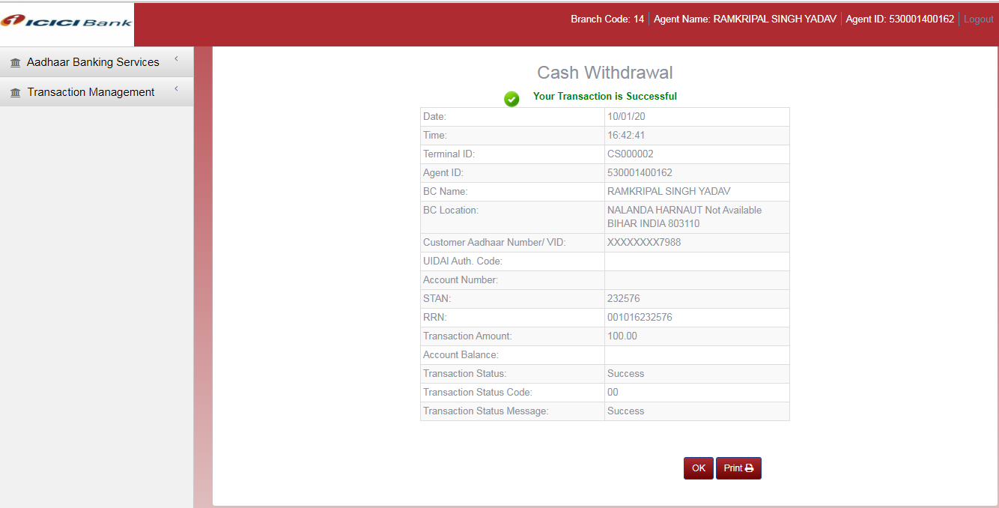 ICICI Bank
Branch Code: 14 Agent Name: RAMKRIPAL SINGH YADAV Agent ID: 530001400162 Logout
Aadhaar Banking Services
Transaction Management
Cash Withdrawal
Your Transaction is Successful
Date: 10/01/20
Time: 16:42:41
Terminal ID: CS000002
Agent ID: 530001400162
BC Name: RAMKRIPAL SINGH YADAV
BC Location: NALANDA HARNAUT Not Available
BIHAR INDIA 803110
Customer Aadhaar Number/ VID: XXXXXXXX7988
UIDAI Auth. Code:
Account Number:
STAN: 232576
RRN: 001016232576
Transaction Amount: 100.00
Account Balance:
Transaction Status: Success
Transaction Status Code: 00
Transaction Status Message: Success
OK Print